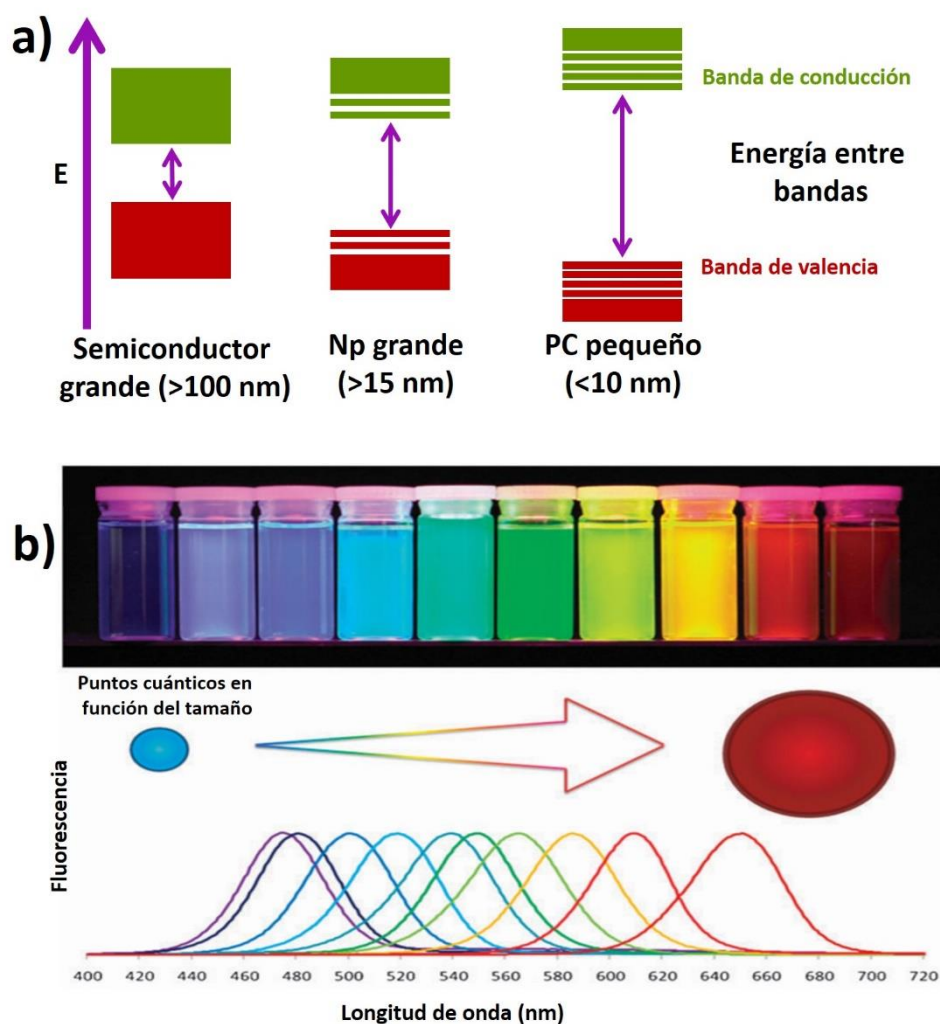 a)
E
Banda de conducción
Energía entre
bandas
Banda de valencia
Semiconductor
grande (>100 nm)
Np grande
(>15 nm)
PC pequeño
(<10 nm)
b)
Puntos cuánticos en
función del tamaño
Fluorescencia
400 420 440 460 480 500 520 540 560 580 600 620 640 660 680 700 720
Longitud de onda (nm)